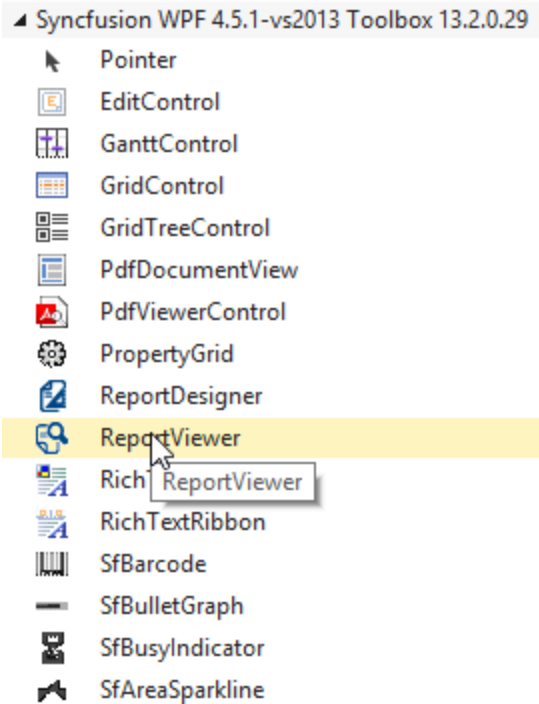 Syncfusion WPF 4.5.1-vs2013 Toolbox 13.2.0.29
Pointer
EditControl
GanttControl
GridControl
GridTreeControl
PdfDocumentView
PdfViewerControl
PropertyGrid
ReportDesigner
ReportViewer
ReportViewer
RichTextRibbon
SfBarcode
SfBulletGraph
SfBusyIndicator
SfAreaSparkline